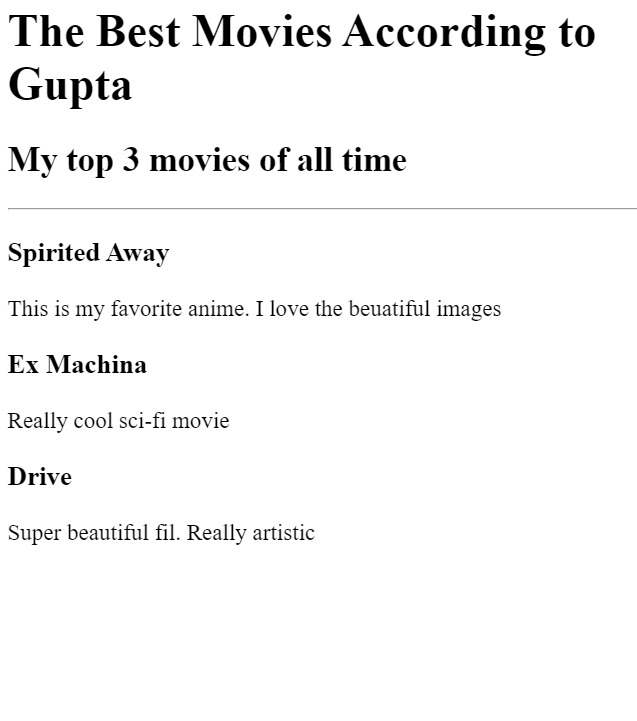 The Best Movies According to
Gupta
My top 3 movies of all time
Spirited Away
This is my favorite anime. I love the beuatiful images
Ex Machina
Really cool sci-fi movie
Drive
Super beautiful fil. Really artistic